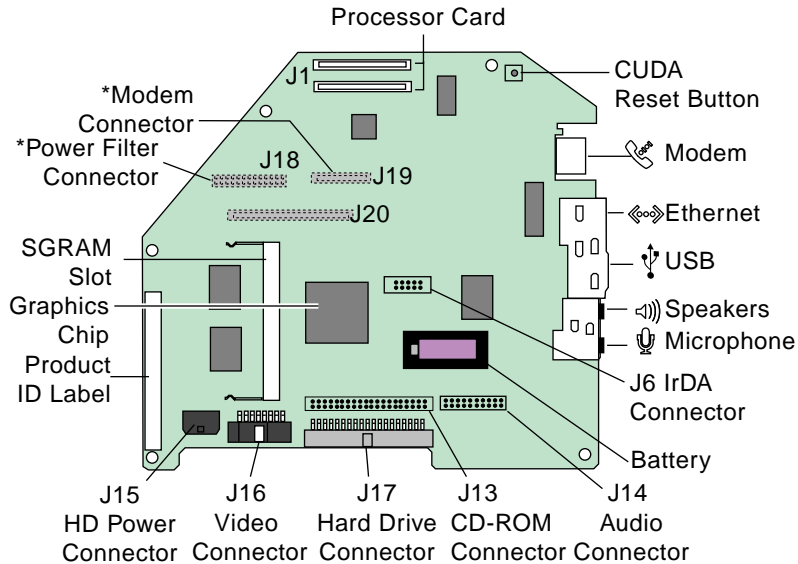 Processor Card
J1
CUDA
Reset Button
*Modem
Connector
*Power Filter
Connector
J18
J19
J20
Modem
Ethernet
USB
SGRAM
Slot
Graphics
Chip
Product
ID Label
Speakers
Microphone
J6 IrDA
Connector
Battery
J15
HD Power
Connector
J16
Video
Connector
J17
Hard Drive
Connector
J13
CD-ROM
Connector
J14
Audio
Connector